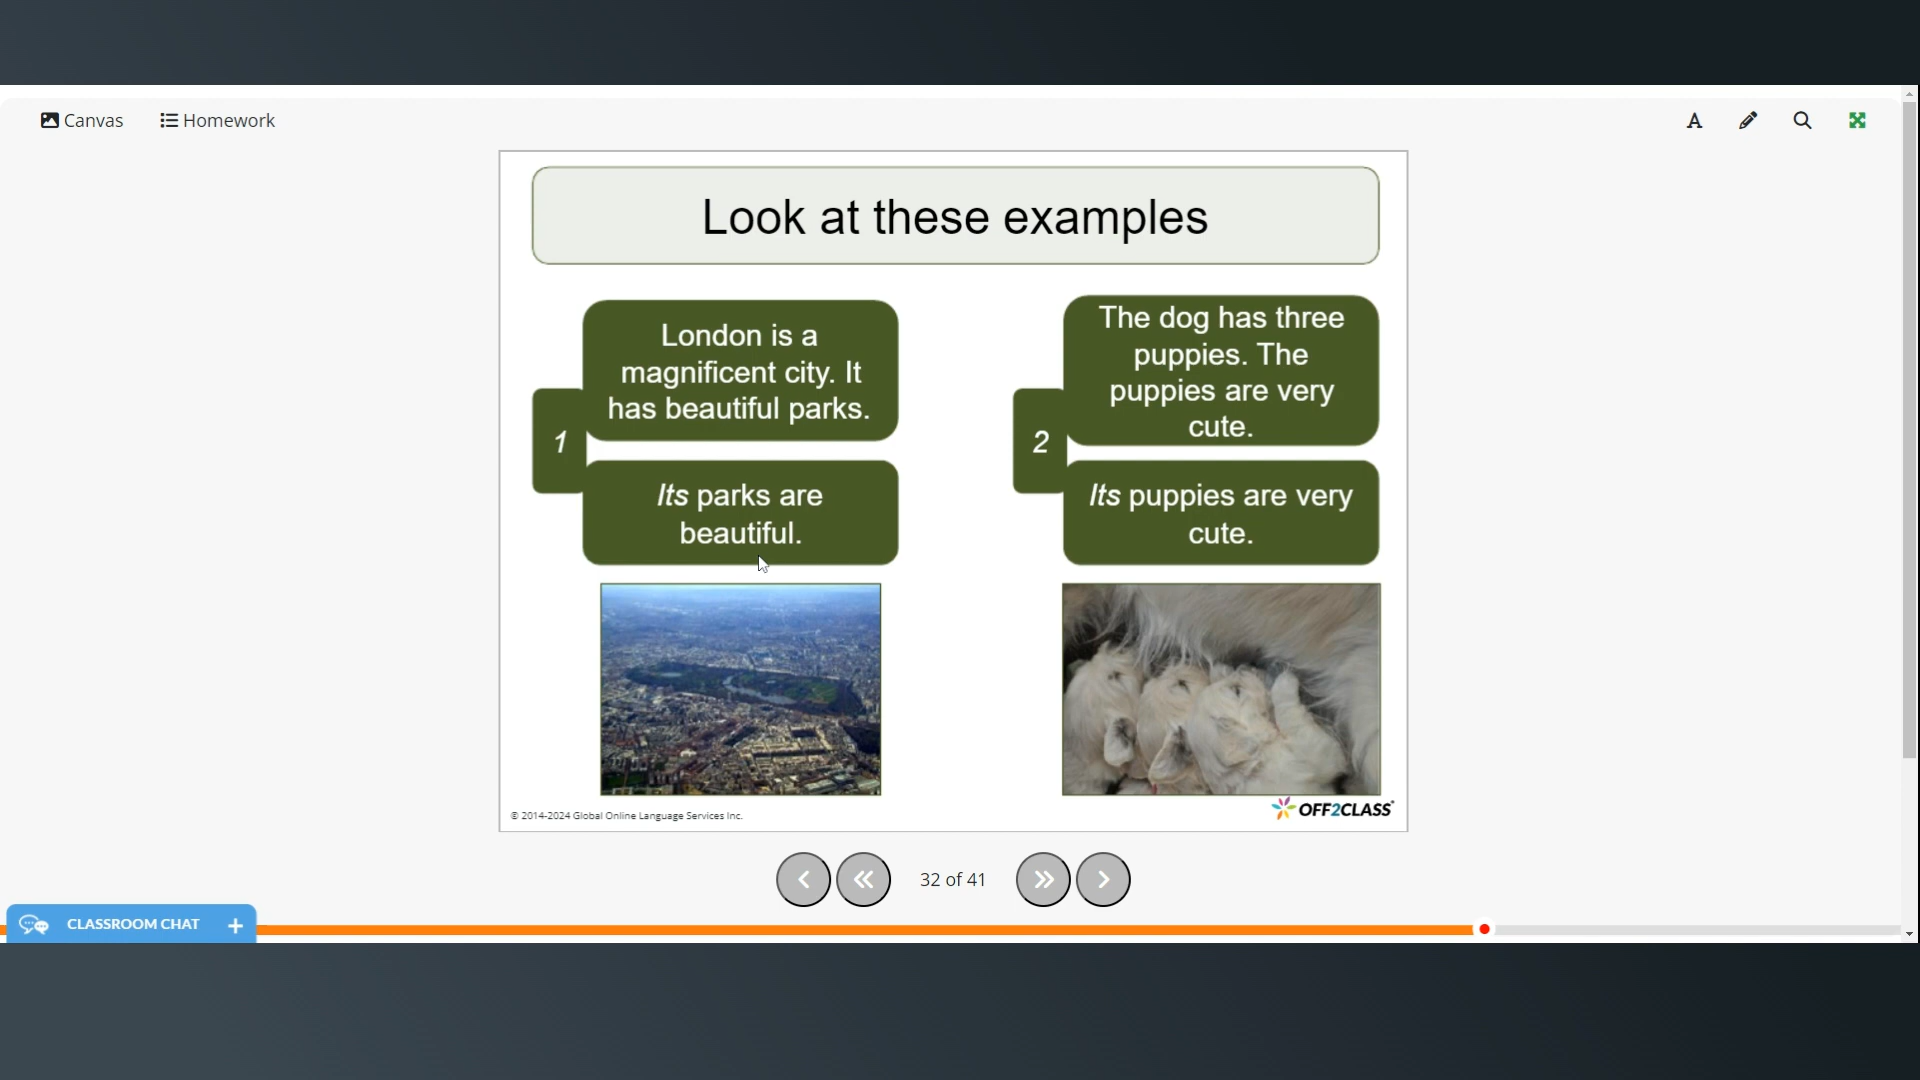 Canvas
Homework
A
Look at these examples
London is a
magnificent city. It
has beautiful parks.
1
Its parks are
beautiful.
The dog has three
puppies. The
puppies are very
cute.
2
Its puppies are very
cute.
© 2014-2024 Global Online Language Services Inc.
OFF2CLASS
32 of 41
CLASSROOM CHAT +